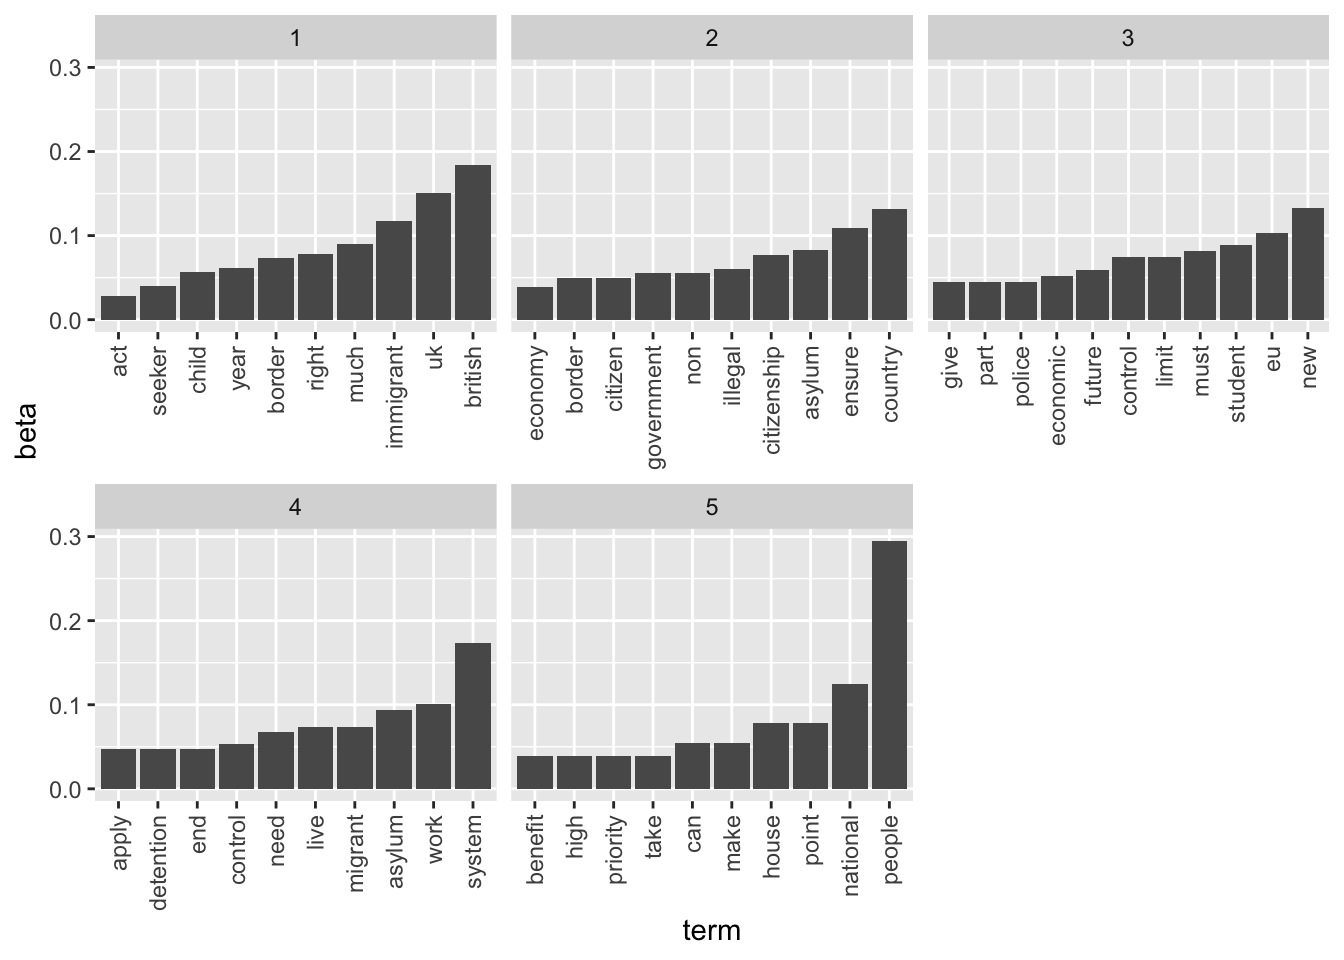 1 2 3
0.3
0.2
0.1
0.0
act seeker child year border right much immigrant uk british
economy border citizen government non illegal citizenship asylum ensure country
give part police economic future control limit must student eu new
beta
4 5
0.3
0.2
0.1
0.0
apply detention end control need live migrant asylum work system
benefit high priority take can make house point national people
term